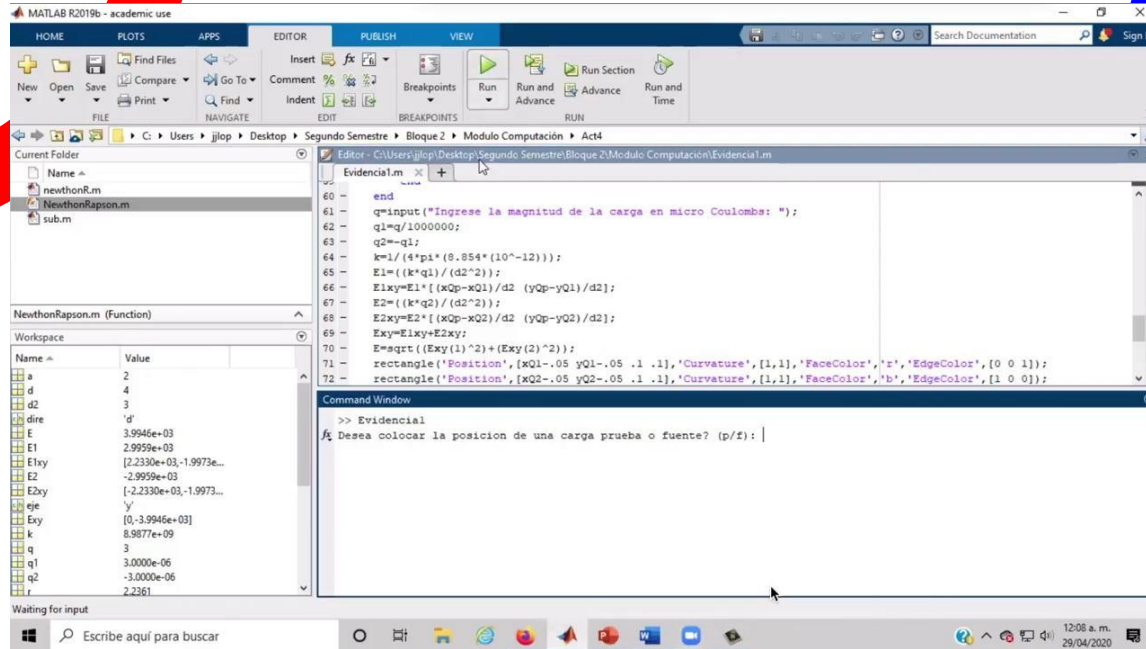 MATLAB R2019b - academic use
HOME PLOTS APPS EDITOR PUBLISH VIEW Search Documentation Sign
New Open Save Find Files Compare Print Go To Find Insert fx Comment % Indent Breakpoints Run Run and Advance Run Section Advance Run and Time
FILE NAVIGATE EDIT BREAKPOINTS RUN
C: Users jjlop Desktop Segundo Semestre Bloque 2 Modulo Computación Act4
Current Folder
Name
newthonR.m
NewthonRapson.m
sub.m
NewthonRapson.m (Function)
Workspace
Name Value
a 2
d 4
d2 3
dire 'd'
E 3.9946e+03
E1 2.9959e+03
E1xy [2.2330e+03,-1.9973e...
E2 -2.9959e+03
E2xy [-2.2330e+03,-1.9973...
eje 'y'
Exy [0,-3.9946e+03]
k 8.9877e+09
q 3
q1 3.0000e-06
q2 -3.0000e-06
r 2.2361
Editor - C:\Users\jjlop\Desktop\Segundo Semestre\Bloque 2\Modulo Computación\Evidencia1.m
Evidencia1.m
59 - end
60 - end
61 - q=input("Ingrese la magnitud de la carga en micro Coulombs: ");
62 - q1=q/1000000;
63 - q2=-q1;
64 - k=1/(4*pi*(8.854*(10^-12)));
65 - E1=((k*q1)/(d2^2));
66 - E1xy=E1*[(xQp-xQ1)/d2 (yQp-yQ1)/d2];
67 - E2=((k*q2)/(d2^2));
68 - E2xy=E2*[(xQp-xQ2)/d2 (yQp-yQ2)/d2];
69 - Exy=E1xy+E2xy;
70 - E=sqrt((Exy(1)^2)+(Exy(2)^2));
71 - rectangle('Position',[xQ1-.05 yQ1-.05 .1 .1],'Curvature',[1,1],'FaceColor','r','EdgeColor',[0 0 1]);
72 - rectangle('Position',[xQ2-.05 yQ2-.05 .1 .1],'Curvature',[1,1],'FaceColor','b','EdgeColor',[1 0 0]);
Command Window
>> Evidencia1
fx Desea colocar la posicion de una carga prueba o fuente? (p/f):
Waiting for input
Escribe aquí para buscar
12:08 a. m.
29/04/2020